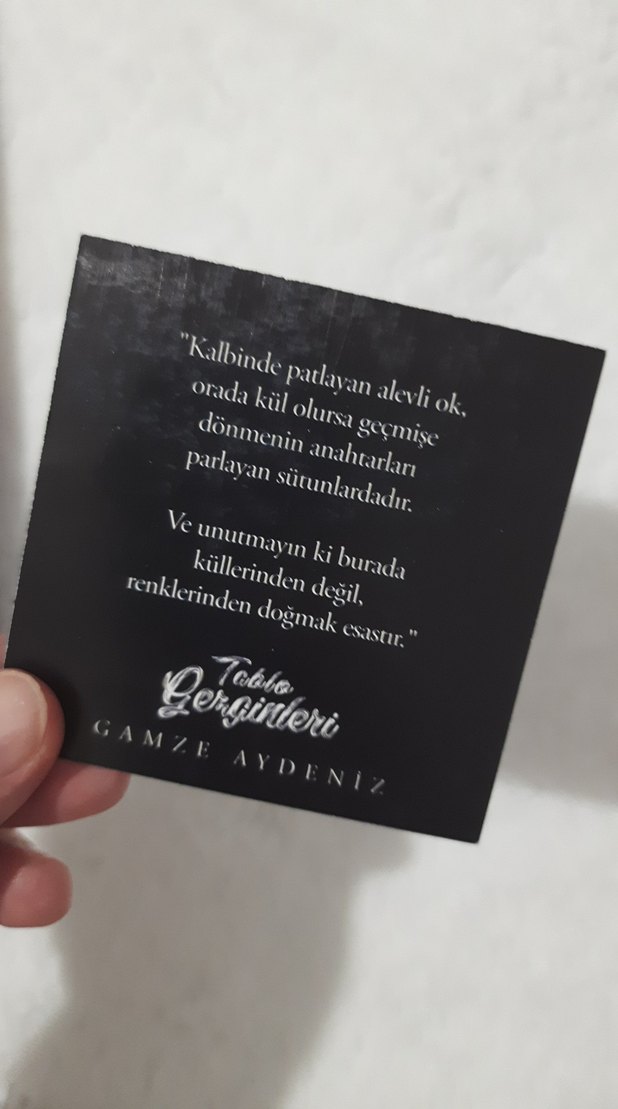 "Kalbinde patlayan alevli ok,
orada kül olursa geçmişe
dönmenin anahtarları
parlayan sütunlardadır.
Ve unutmayın ki burada
küllerinden değil,
renklerinden doğmak esastır."
Tablo
Gezginleri
GAMZE AYDENİZ